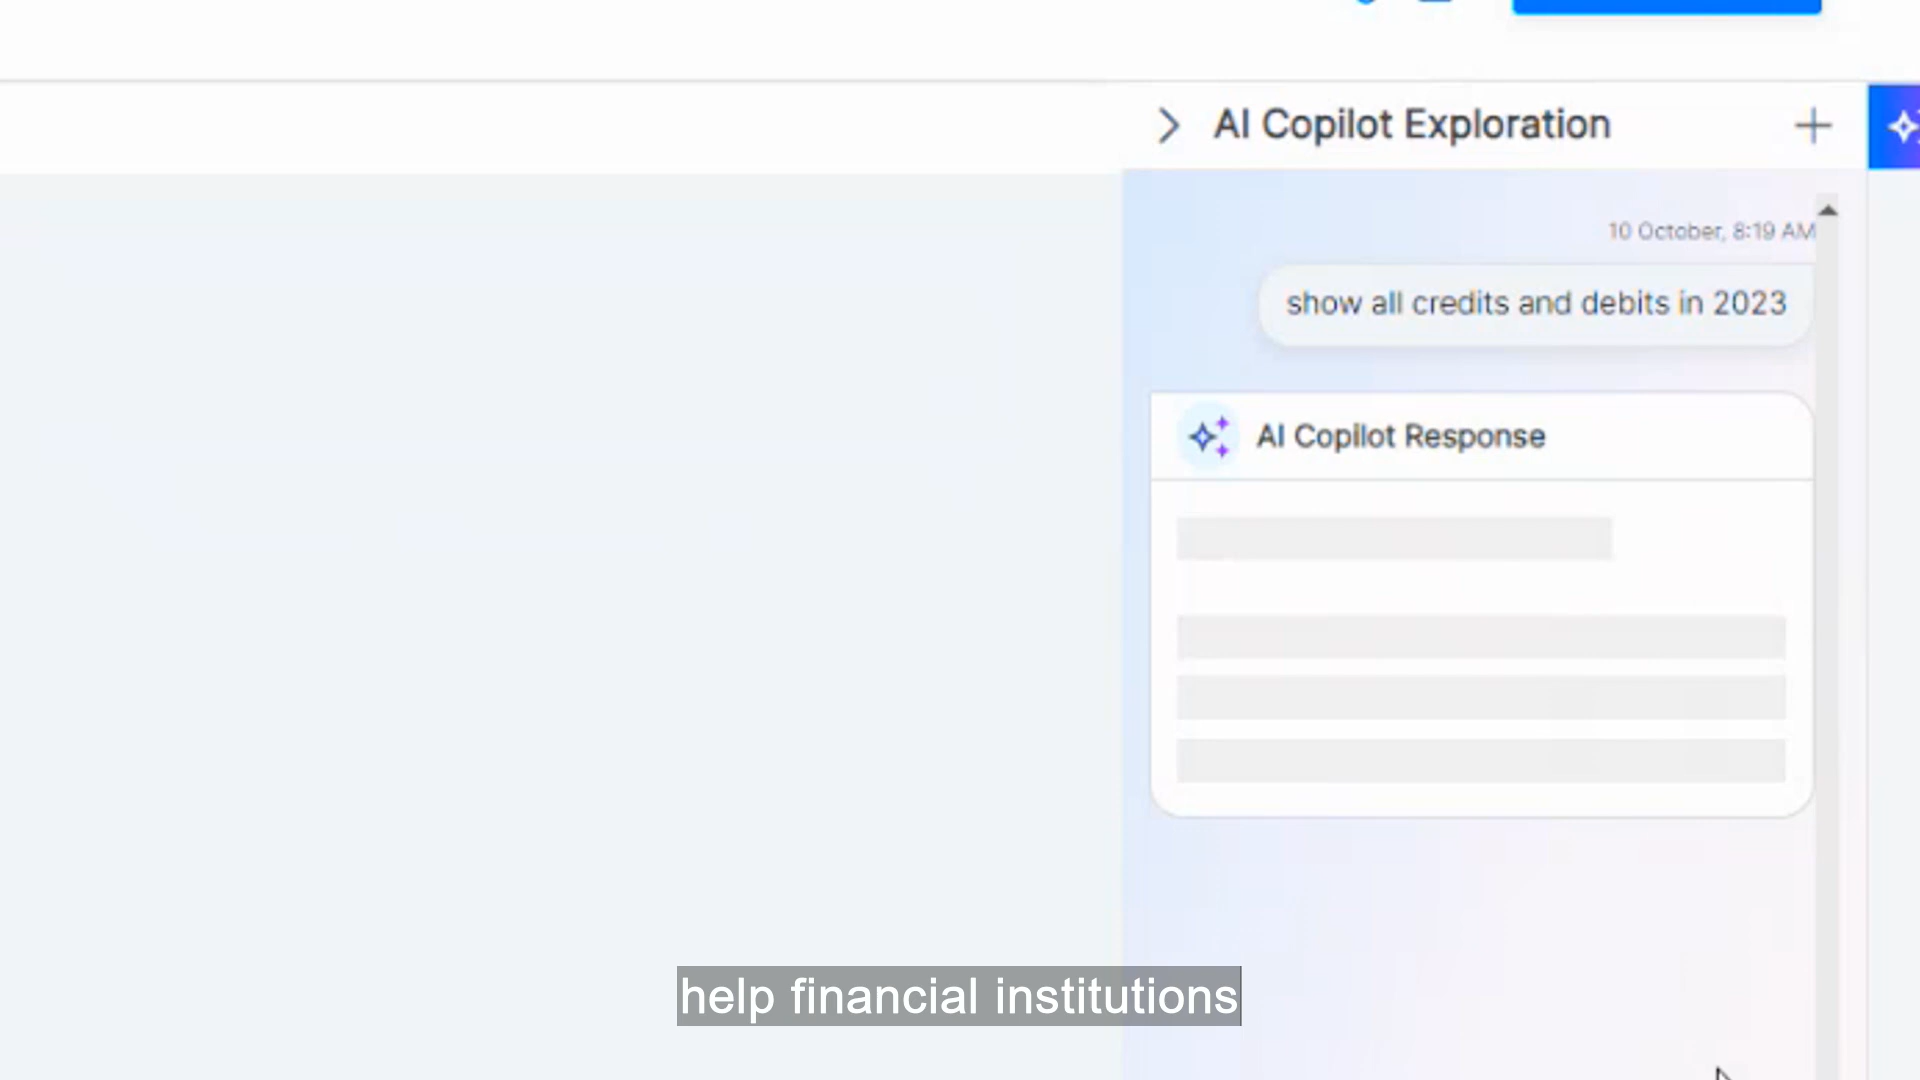 AI Copilot Exploration
10 October, 8:19 AM
show all credits and debits in 2023
AI Copilot Response
help financial institutions